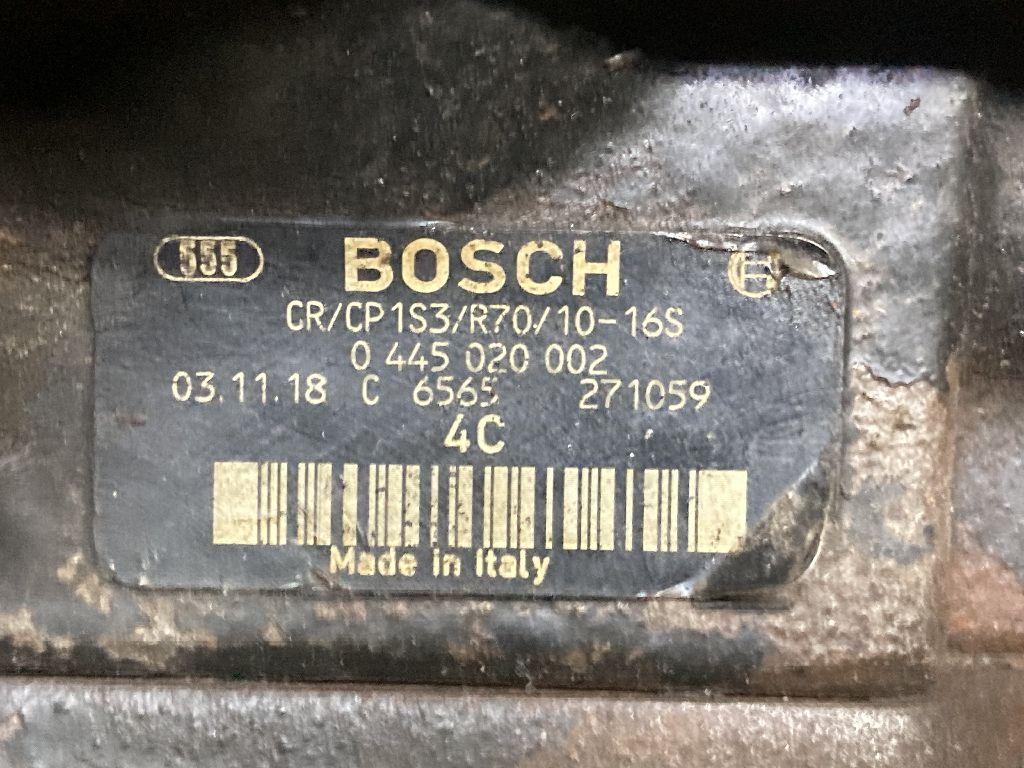 555 BOSCH
CR/CP1S3/R70/10-16S
0 445 020 002
03.11.18 C 6565 271059
4C
Made in Italy